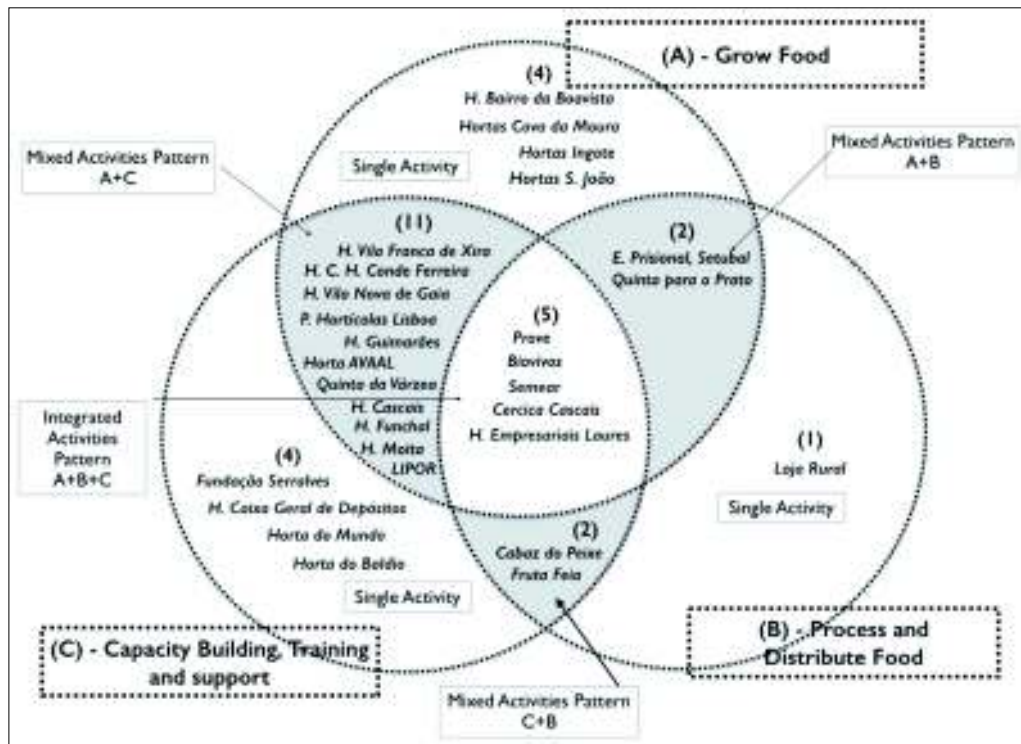 (A) - Grow Food
(4)
H. Bairro da Boavista
Hortas Cova da Moura
Hortas Ingote
Hortas S. João
Single Activity
Mixed Activities Pattern
A+C
Mixed Activities Pattern
A+B
(11)
H. Vila Franca de Xira
H. C. H. Conde Ferreira
H. Vila Nova de Gaia
P. Hortícolas Lisboa
H. Guimarães
Horta AVAAL
Quinta da Várzea
H. Cascais
H. Funchal
H. Moita
LIPOR
(2)
E. Prisional, Setubal
Quinta para o Prato
(5)
Prove
Biovivos
Semear
Cercica Cascais
H. Empresariais Loures
Integrated
Activities
Pattern
A+B+C
(4)
Fundação Serralves
H. Caixa Geral de Depósitos
Horta do Mundo
Horta do Baldio
Single Activity
(1)
Loja Rural
Single Activity
(2)
Cabaz do Peixe
Fruta Feia
(C) - Capacity Building, Training
and support
(B) - Process and
Distribute Food
Mixed Activities Pattern
C+B